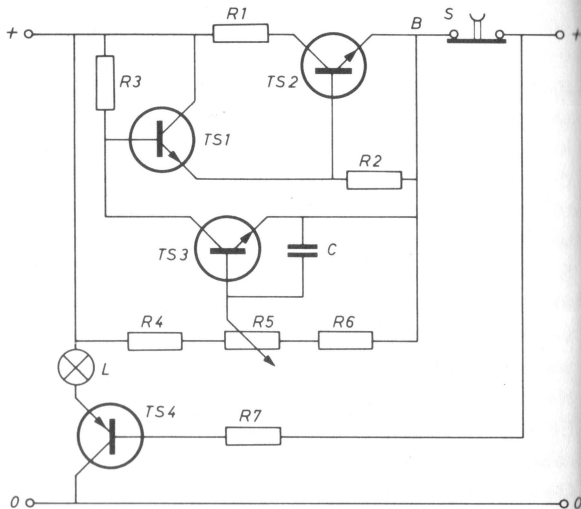 + R1 B S +
R3 TS2
TS1
R2
TS3 C
R4 R5 R6
L
TS4 R7
0 0